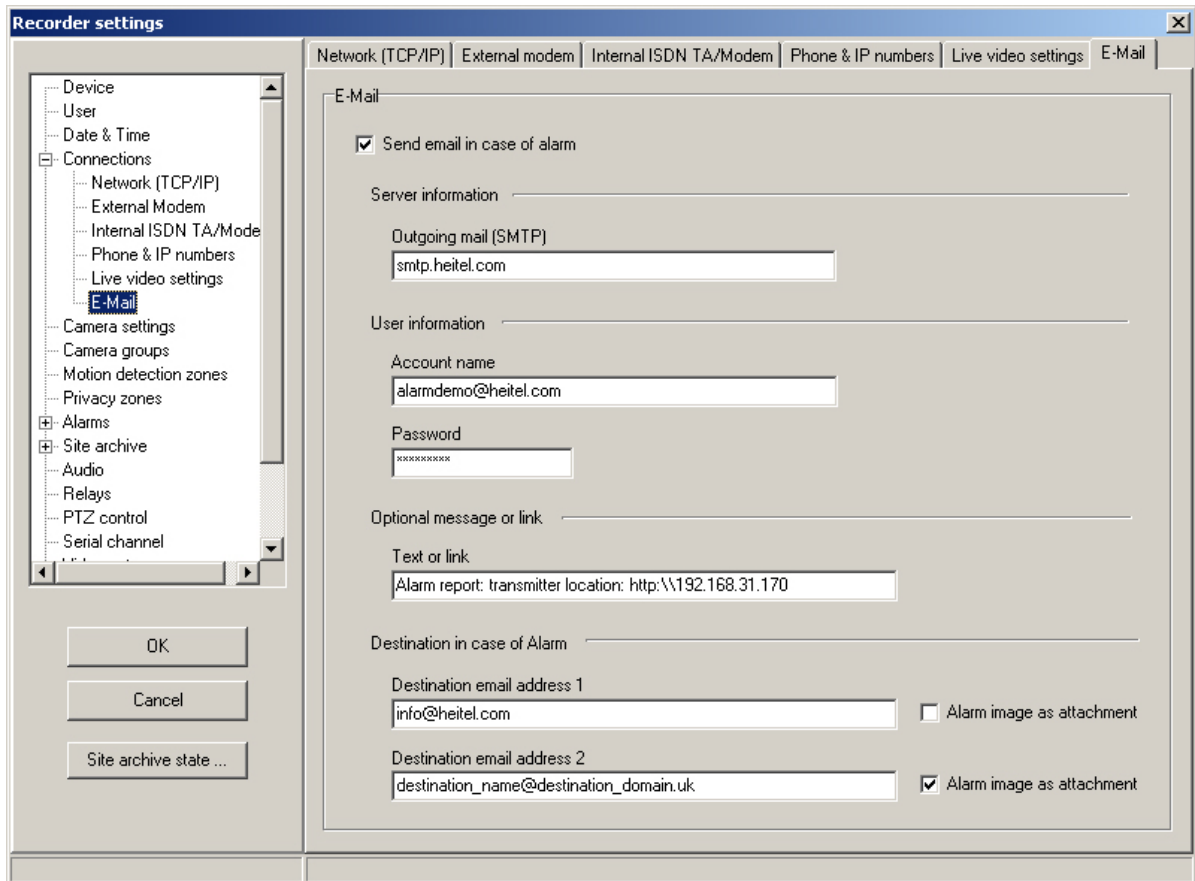 Recorder settings
Device
User
Date & Time
Connections
Network (TCP/IP)
External Modem
Internal ISDN TA/Mode
Phone & IP numbers
Live video settings
E-Mail
Camera settings
Camera groups
Motion detection zones
Privacy zones
Alarms
Site archive
Audio
Relays
PTZ control
Serial channel
OK
Cancel
Site archive state ...
Network (TCP/IP) External modem Internal ISDN TA/Modem Phone & IP numbers Live video settings E-Mail
E-Mail
Send email in case of alarm
Server information
Outgoing mail (SMTP)
smtp.heitel.com
User information
Account name
alarmdemo@heitel.com
Password
*********
Optional message or link
Text or link
Alarm report: transmitter location: http:\\192.168.31.170
Destination in case of Alarm
Destination email address 1
info@heitel.com Alarm image as attachment
Destination email address 2
destination_name@destination_domain.uk Alarm image as attachment